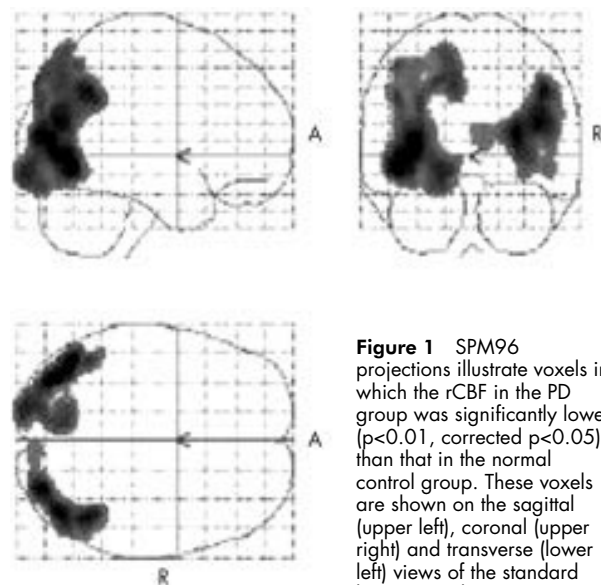 A
R
A
R
Figure 1 SPM96
projections illustrate voxels in
which the rCBF in the PD
group was significantly lowe
(p<0.01, corrected p<0.05)
than that in the normal
control group. These voxels
are shown on the sagittal
(upper left), coronal (upper
right) and transverse (lower
left) views of the standard